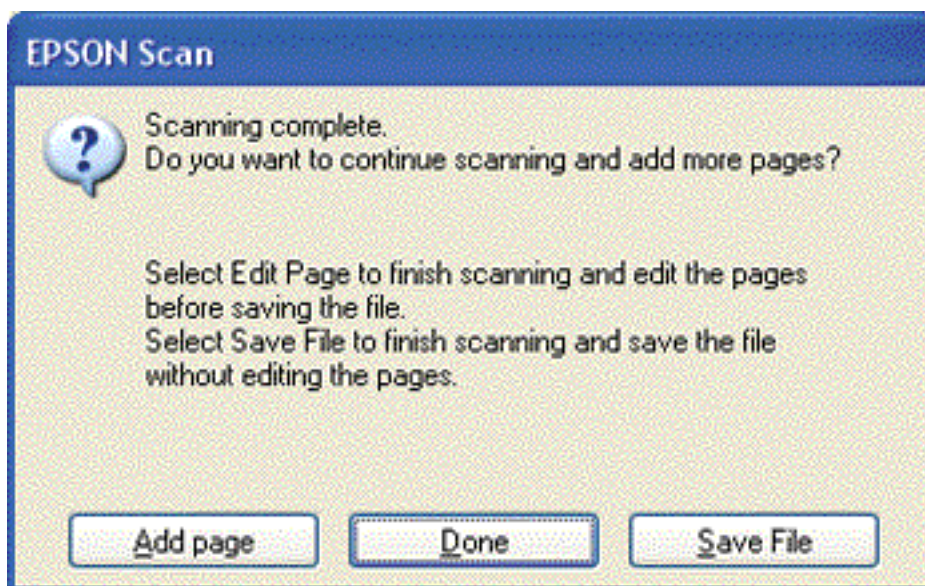 EPSON Scan
Scanning complete.
Do you want to continue scanning and add more pages?
Select Edit Page to finish scanning and edit the pages
before saving the file.
Select Save File to finish scanning and save the file
without editing the pages.
Add page
Done
Save File